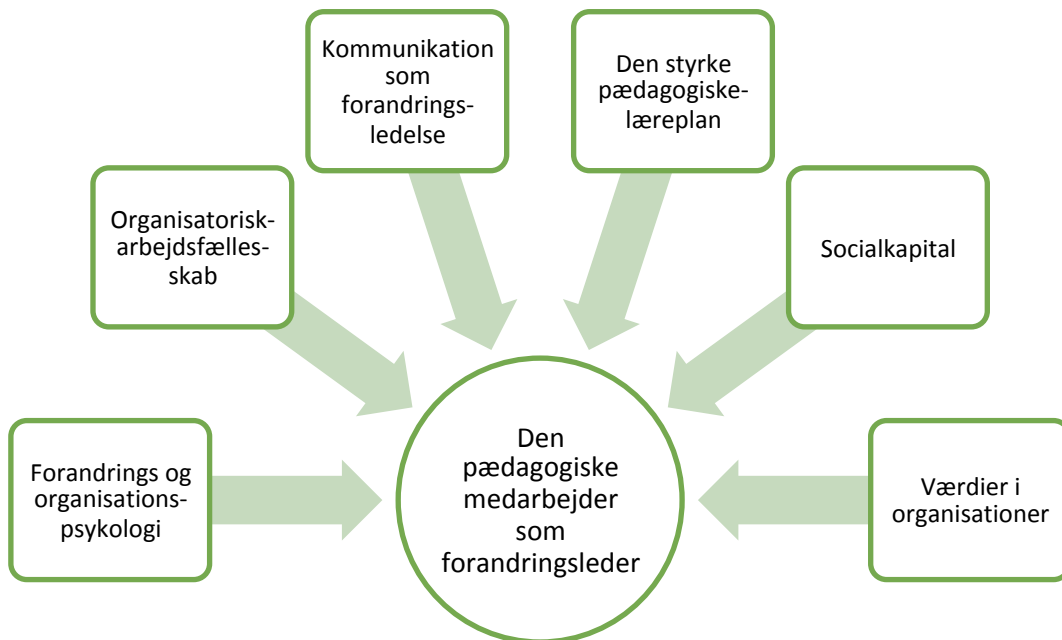 Kommunikation
som
forandrings-
ledelse
Den styrke
pædagogiske-
læreplan
Organisatorisk-
arbejdsfælles-
skab
Socialkapital
Forandrings og
organisations-
psykologi
Den
pædagogiske
medarbejder
som
forandringsleder
Værdier i
organisationer